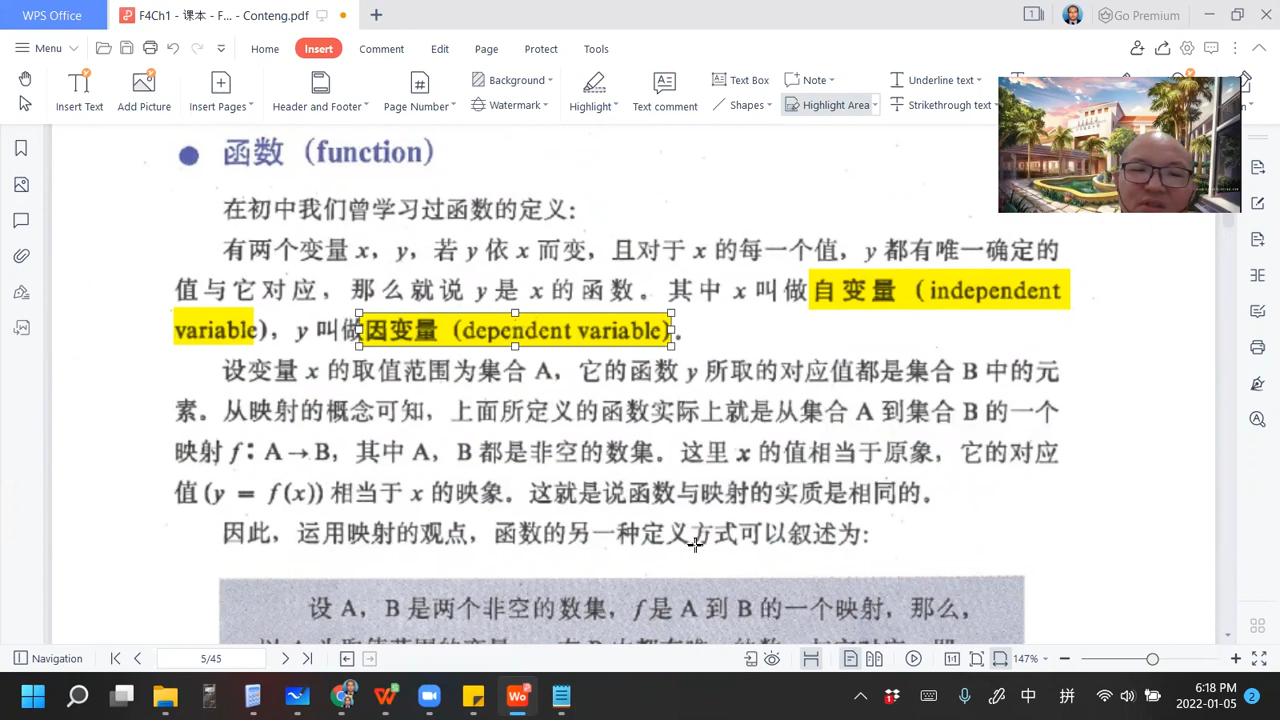 WPS Office
F4Ch1 - 课本 - F... - Conteng.pdf
Go Premium
Menu
Home
Insert
Comment
Edit
Page
Protect
Tools
Insert Text
Add Picture
Insert Pages
Header and Footer
Page Number
Background
Watermark
Highlight
Text comment
Text Box
Shapes
Note
Highlight Area
Underline text
Strikethrough text
函数 (function)
在初中我们曾学习过函数的定义:
有两个变量 x, y, 若 y 依 x 而变, 且对于 x 的每一个值, y 都有唯一确定的
值与它对应, 那么就说 y 是 x 的函数。其中 x 叫做自变量 (independent
variable), y 叫做因变量 (dependent variable)。
设变量 x 的取值范围为集合 A, 它的函数 y 所取的对应值都是集合 B 中的元
素。从映射的概念可知, 上面所定义的函数实际上就是从集合 A 到集合 B 的一个
映射 f: A → B, 其中 A, B 都是非空的数集。这里 x 的值相当于原象, 它的对应
值 (y = f(x)) 相当于 x 的映象。这就是说函数与映射的实质是相同的。
因此, 运用映射的观点, 函数的另一种定义方式可以叙述为:
设 A, B 是两个非空的数集, f 是 A 到 B 的一个映射, 那么,
Navigation
5/45
147%
中
拼
6:18 PM
2022-01-05
2